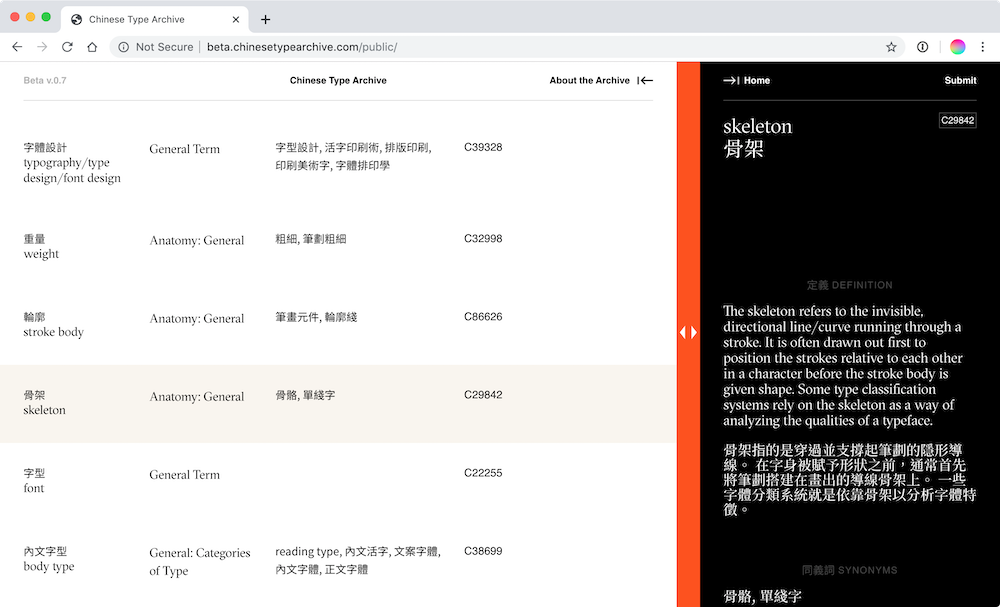 Chinese Type Archive
Not Secure
beta.chinesetypearchive.com/public/
Beta v.0.7
Chinese Type Archive
About the Archive
字體設計
typography/type
design/font design
General Term
字型設計, 活字印刷術, 排版印刷,
印刷美術字, 字體排印學
C39328
重量
weight
Anatomy: General
粗細, 筆劃粗細
C32998
輪廓
stroke body
Anatomy: General
筆畫元件, 輪廓綫
C86626
骨架
skeleton
Anatomy: General
骨骼, 單綫字
C29842
字型
font
General Term
C22255
內文字型
body type
General: Categories
of Type
reading type, 內文活字, 文案字體,
內文字體, 正文字體
C38699
Home
Submit
skeleton
骨架
C29842
定義 DEFINITION
The skeleton refers to the invisible,
directional line/curve running through a
stroke. It is often drawn out first to
position the strokes relative to each other
in a character before the stroke body is
given shape. Some type classification
systems rely on the skeleton as a way of
analyzing the qualities of a typeface.
骨架指的是穿過並支撐起筆劃的隱形導
線。 在字身被賦予形狀之前，通常首先
將筆劃搭建在畫出的導線骨架上。 一些
字體分類系統就是依靠骨架以分析字體特
徵。
同義詞 SYNONYMS
骨骼, 單綫字